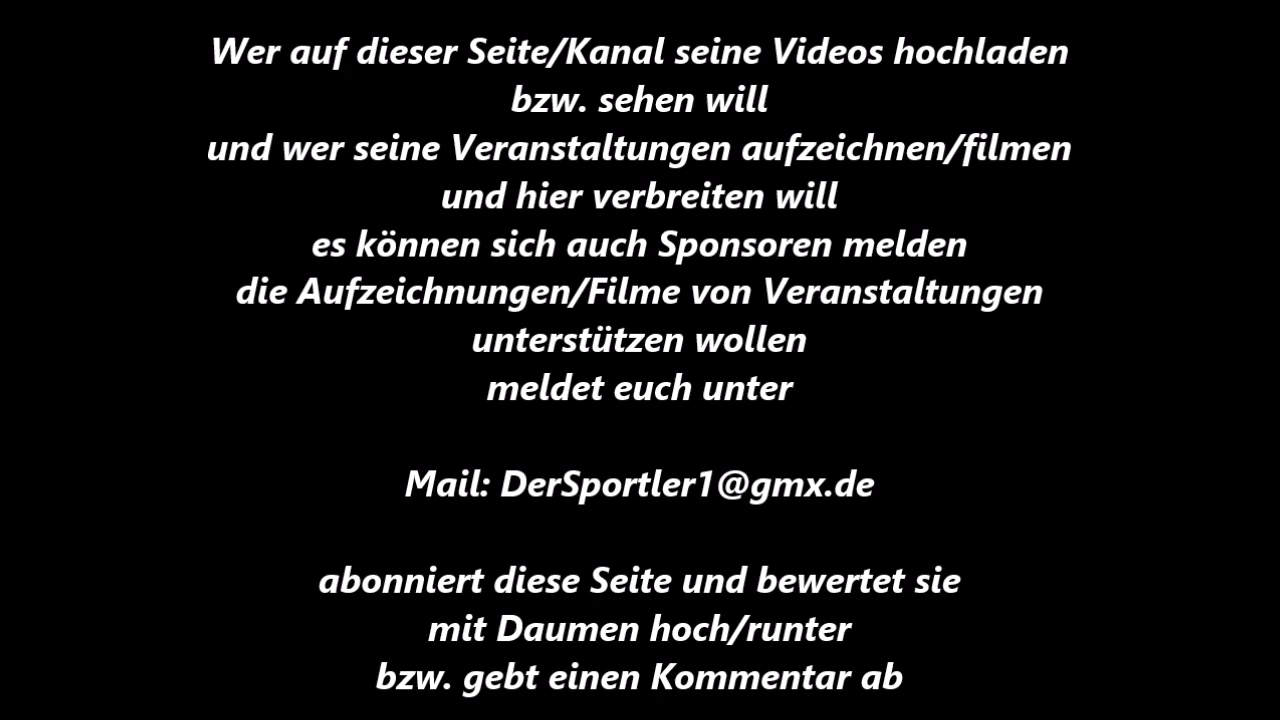 Wer auf dieser Seite/Kanal seine Videos hochladen
bzw. sehen will
und wer seine Veranstaltungen aufzeichnen/filmen
und hier verbreiten will
es können sich auch Sponsoren melden
die Aufzeichnungen/Filme von Veranstaltungen
unterstützen wollen
meldet euch unter
Mail: DerSportler1@gmx.de
abonniert diese Seite und bewertet sie
mit Daumen hoch/runter
bzw. gebt einen Kommentar ab